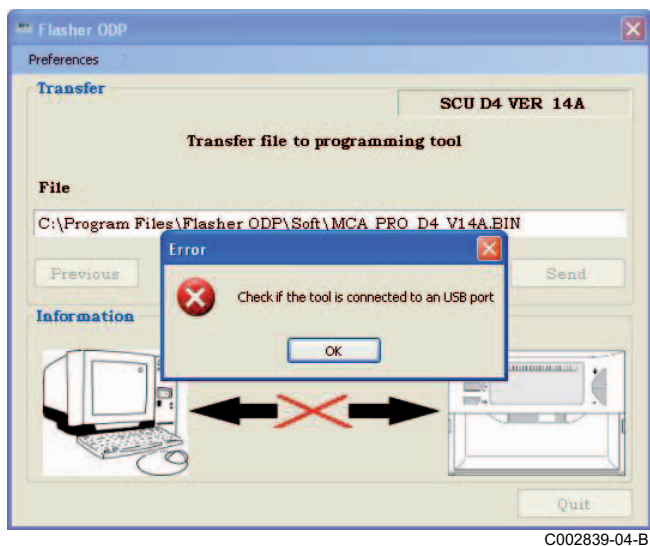 Flasher ODP
Preferences
Transfer
SCU D4 VER 14A
Transfer file to programming tool
File
C:\Program Files\Flasher ODP\Soft\MCA PRO D4 V14A.BIN
Error
Previous
Check if the tool is connected to an USB port
Send
OK
Information
Quit
C002839-04-B